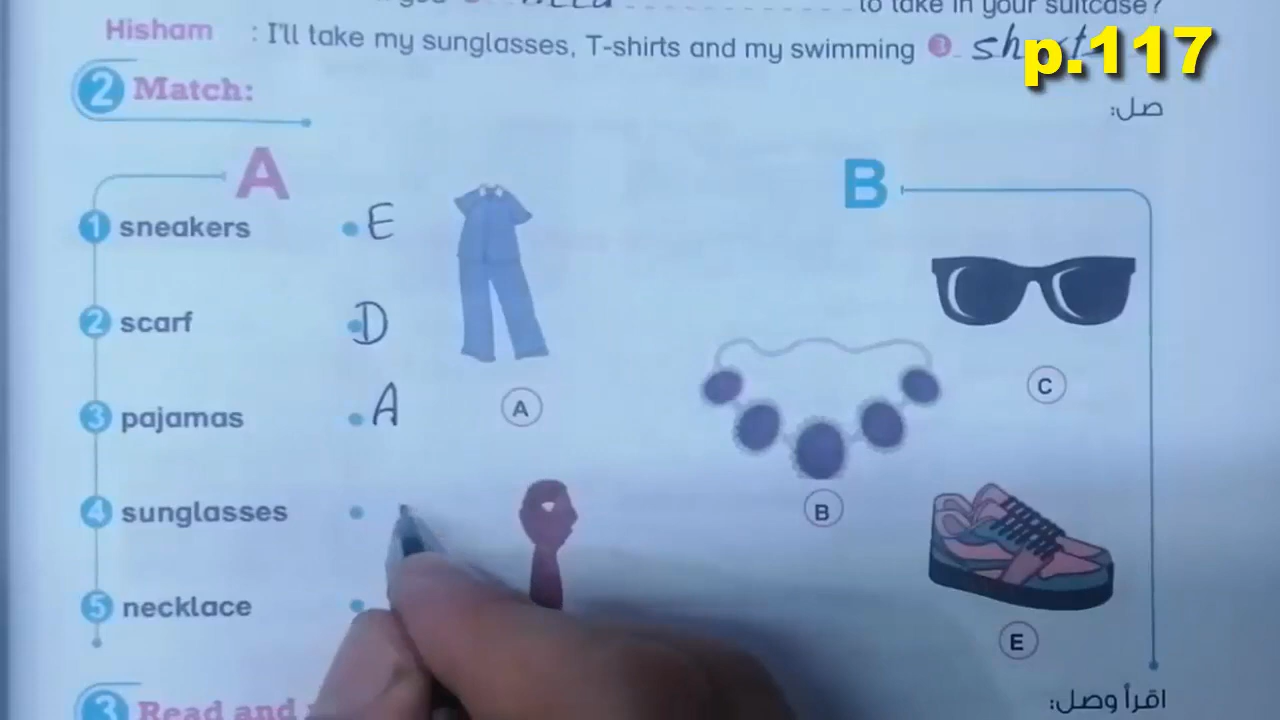 to take in your suitcase?
Hisham : I'll take my sunglasses, T-shirts and my swimming 3
p.117
2 Match:
صل:
A
B
1 sneakers • E
2 scarf • D
3 pajamas • A
4 sunglasses •
5 necklace •
A
C
B
E
3 Read and
اقرأ وصل: